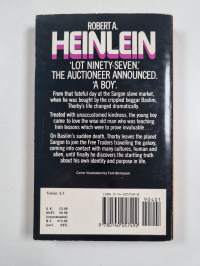 ROBERT A.
HEINLEIN
'LOT NINETY-SEVEN.'
THE AUCTIONEER ANNOUNCED.
'A BOY'.
From that fateful day at the Sargon slave market,
when he was bought by the crippled beggar Baslim,
Thorby's life changed dramatically.
Treated with unaccustomed kindness, the young boy
came to love the wise old man who was teaching
him lessons which were to prove invaluable . . .
On Baslim's sudden death, Thorby leaves the planet
Sargon to join the Free Traders travelling the galaxy,
coming into contact with many cultures, human and
alien, until finally he discovers the startling truth
about his own identity and purpose in life.
Cover illustration by
90401